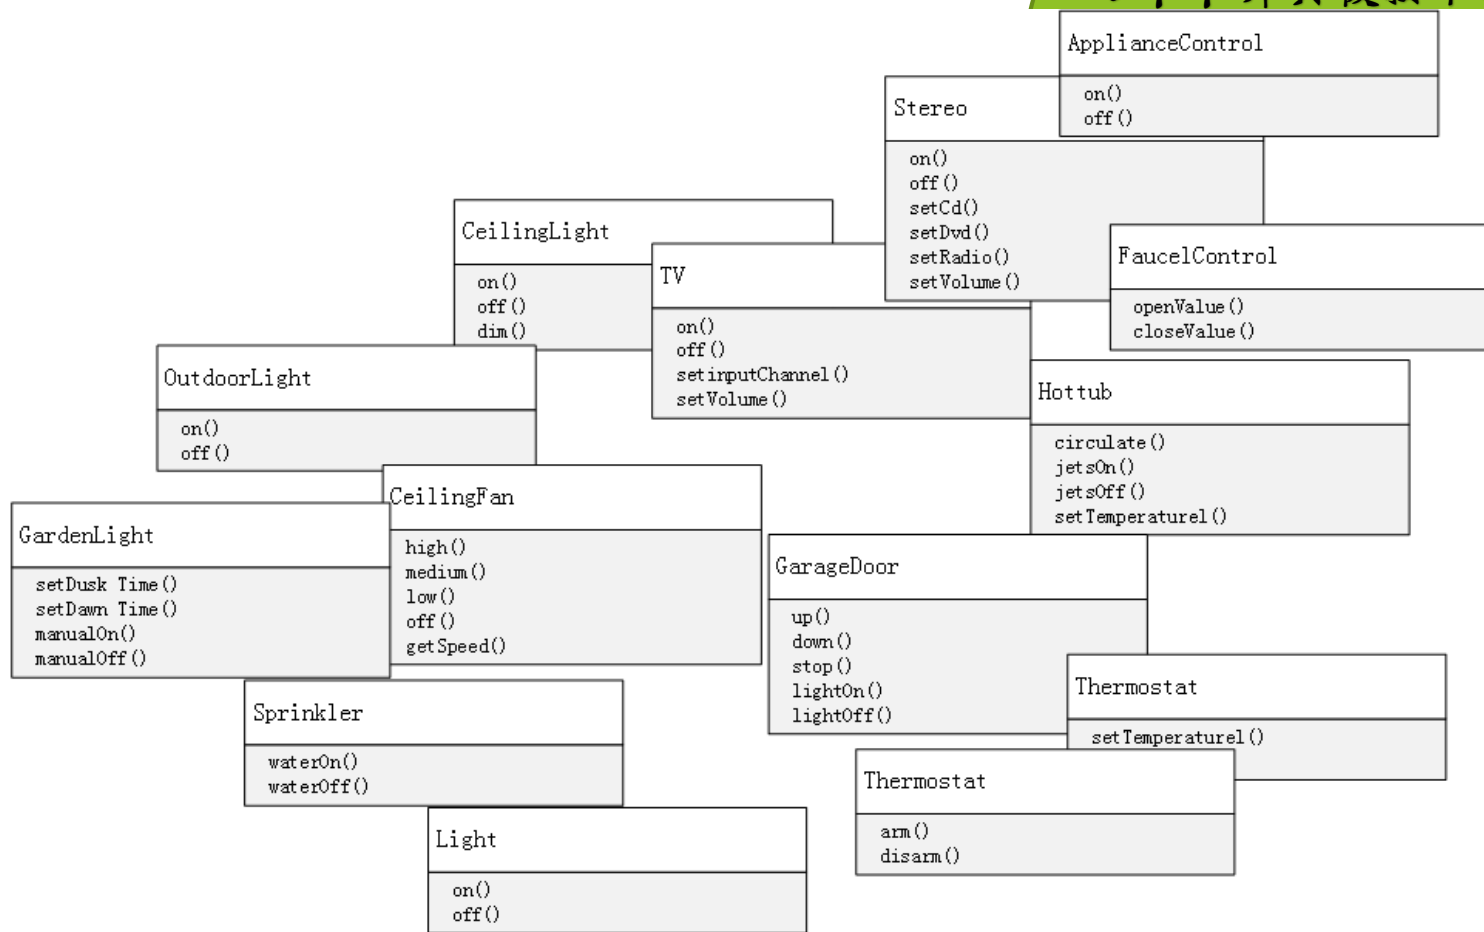 ApplianceControl
on()
off()
Stereo
on()
off()
setCd()
setDvd()
setRadio()
setVolume()
CeilingLight
on()
off()
dim()
TV
on()
off()
setinputChannel()
setVolume()
FaucelControl
openValue()
closeValue()
OutdoorLight
on()
off()
Hottub
circulate()
jetsOn()
jetsOff()
setTemperaturel()
CeilingFan
high()
medium()
low()
off()
getSpeed()
GardenLight
setDusk Time()
setDawn Time()
manualOn()
manualOff()
GarageDoor
up()
down()
stop()
lightOn()
lightOff()
Thermostat
setTemperaturel()
Sprinkler
waterOn()
waterOff()
Thermostat
arm()
disarm()
Light
on()
off()